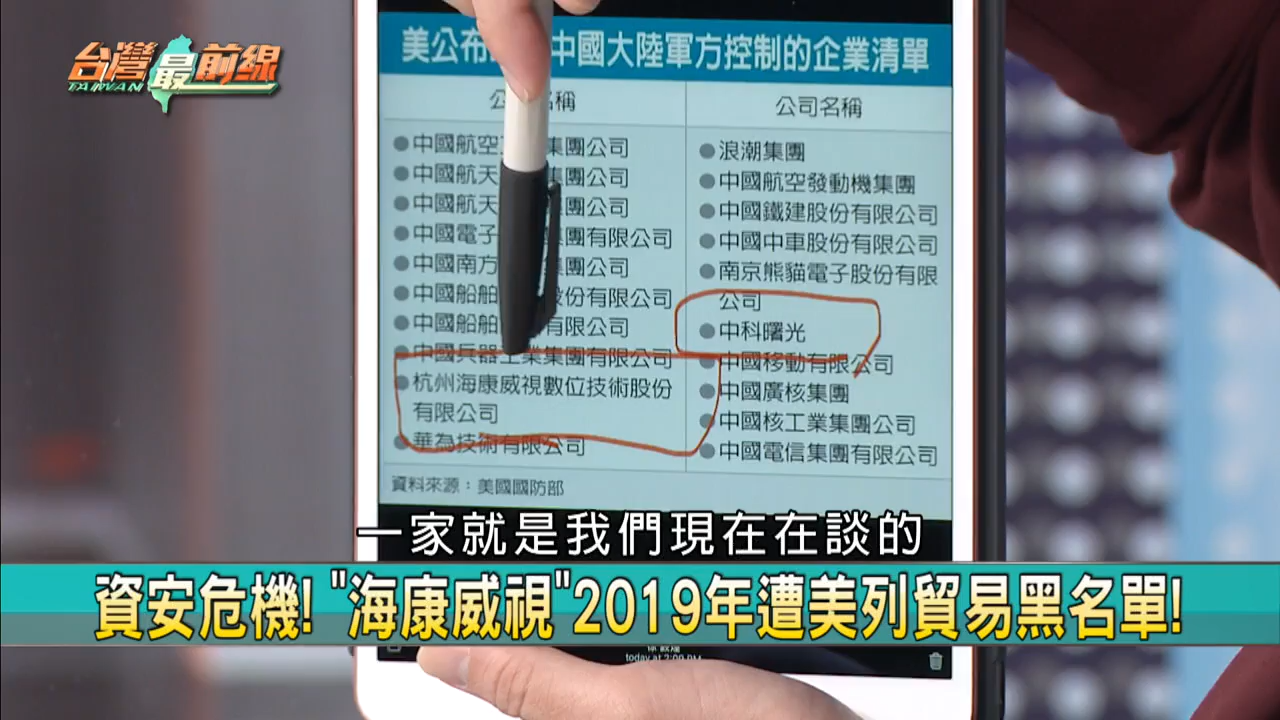 台灣最前線
TAIWAN
美公布 中國大陸軍方控制的企業清單
公 名稱
公司名稱
中國航空 集團公司
中國航天 集團公司
中國航天 集團公司
中國電子 集團有限公司
中國南方 集團公司
中國船舶 股份有限公司
中國船舶 有限公司
中國兵器工業集團有限公司
杭州海康威視數位技術股份
有限公司
華為技術有限公司
浪潮集團
中國航空發動機集團
中國鐵建股份有限公司
中國中車股份有限公司
南京熊貓電子股份有限
公司
中科曙光
中國移動有限公司
中國廣核集團
中國核工業集團公司
中國電信集團有限公司
資料來源：美國國防部
一家就是我們現在在談的
資安危機！"海康威視"2019年遭美列貿易黑名單！
today at 2:09 PM